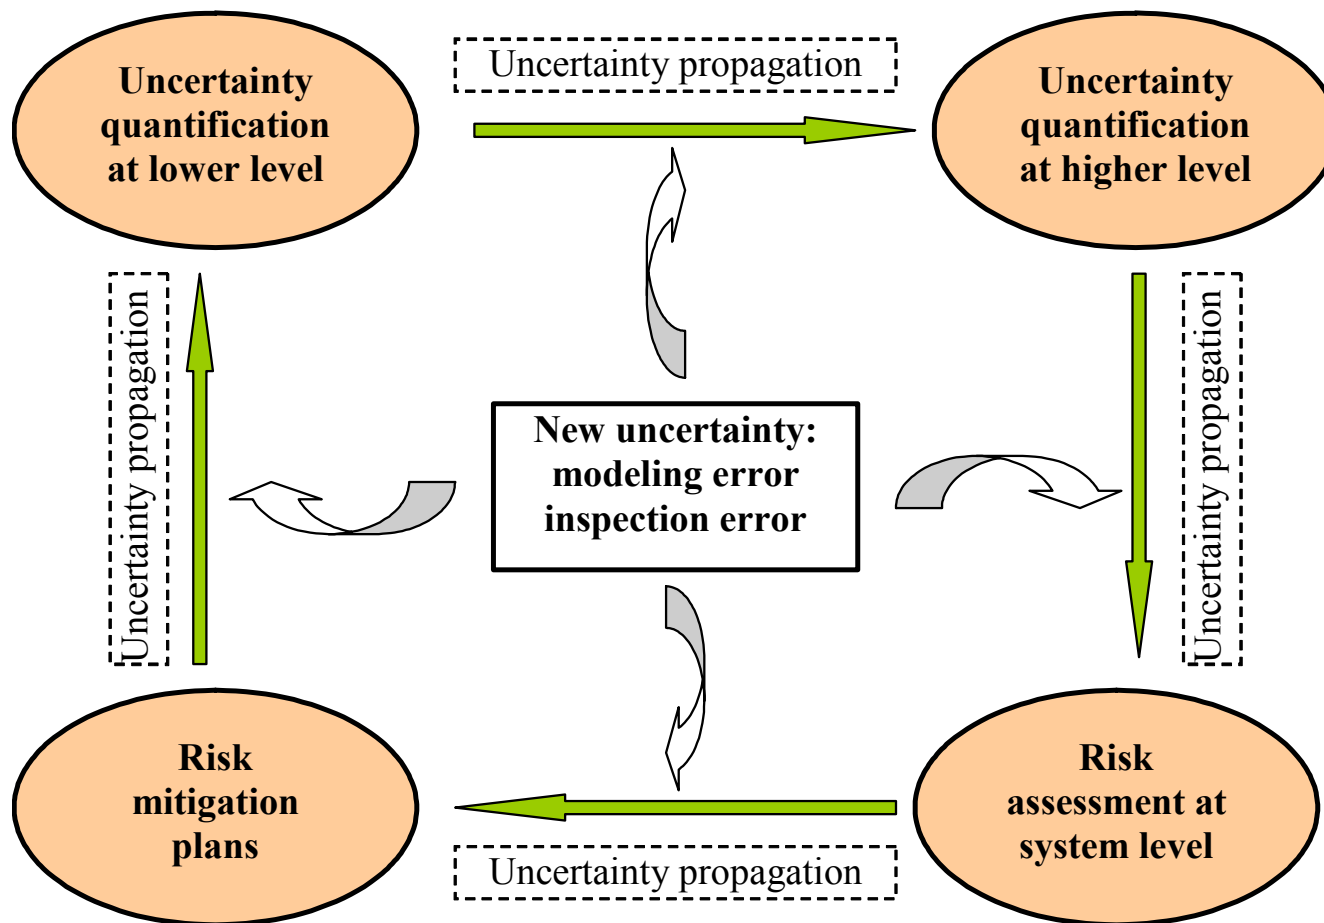 Uncertainty
quantification
at lower level
Uncertainty propagation
Uncertainty
quantification
at higher level
Uncertainty propagation
New uncertainty:
modeling error
inspection error
Uncertainty propagation
Risk
mitigation
plans
Uncertainty propagation
Risk
assessment at
system level